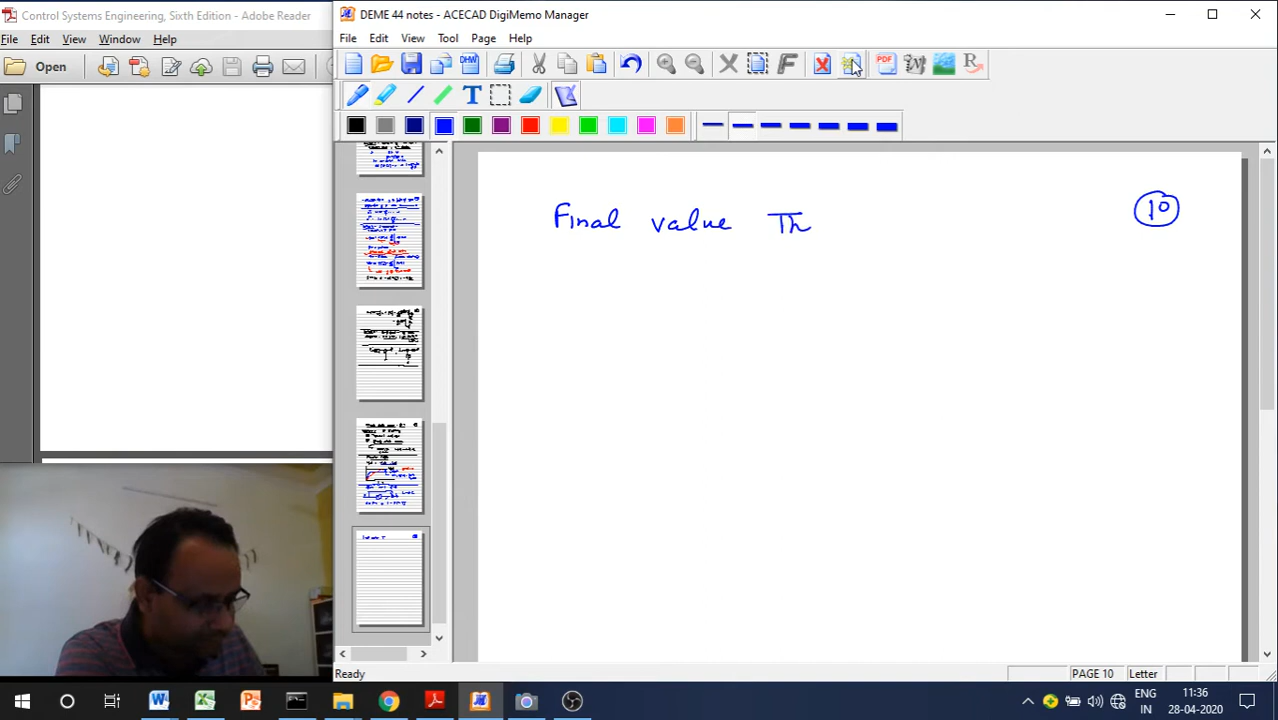 Control Systems Engineering, Sixth Edition - Adobe Reader
File Edit View Window Help
Open
DEME 44 notes - ACECAD DigiMemo Manager
File Edit View Tool Page Help
DHW
PDF
T
Final value Th
10
Ready
PAGE 10 Letter
ENG
IN
11:36
28-04-2020